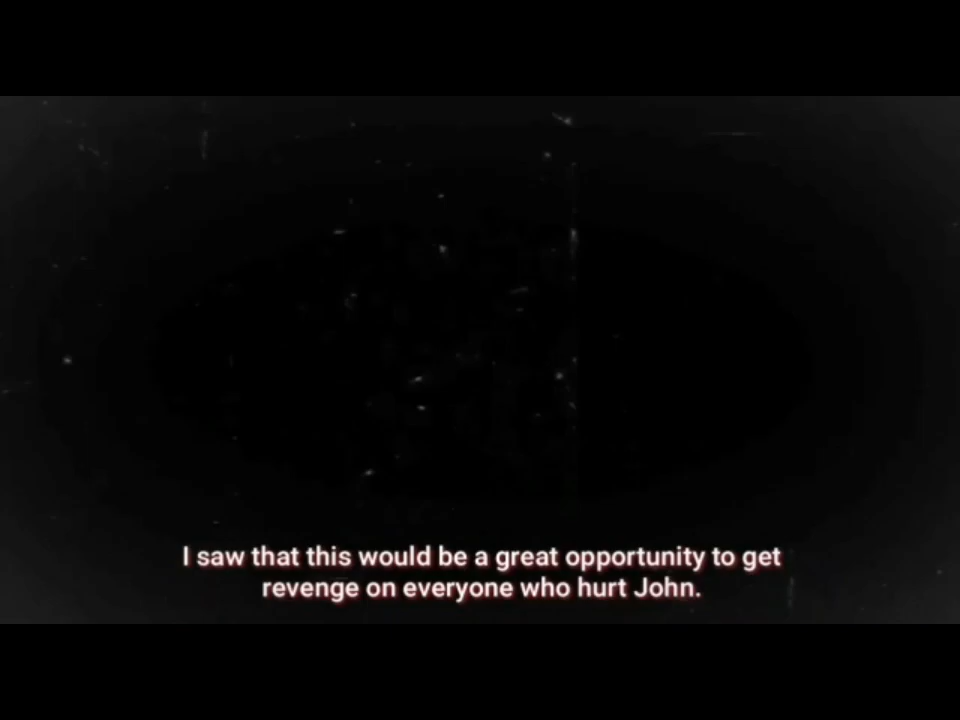 I saw that this would be a great opportunity to get
revenge on everyone who hurt John.